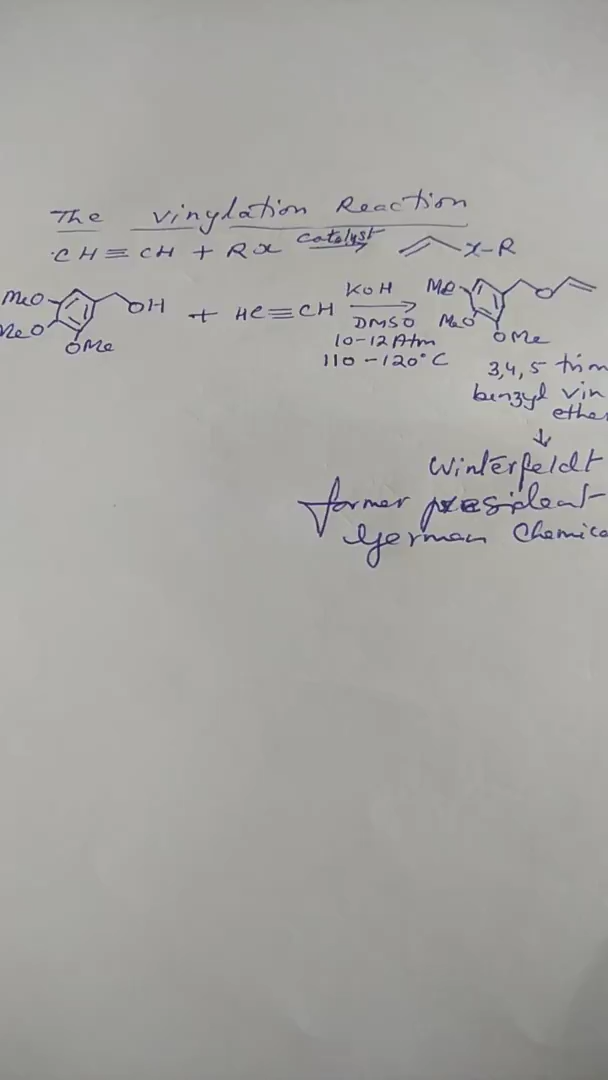 The Vinylation Reaction
CH≡CH + Rx catalyst x-R
MeO OH + HC≡CH KOH MeO O
MeO DMSO MeO
OMe 10-12 Atm OMe
110-120°C 3,4,5 trim
benzyl vin
ether
↓
Winterfeldt
former president
German Chemica